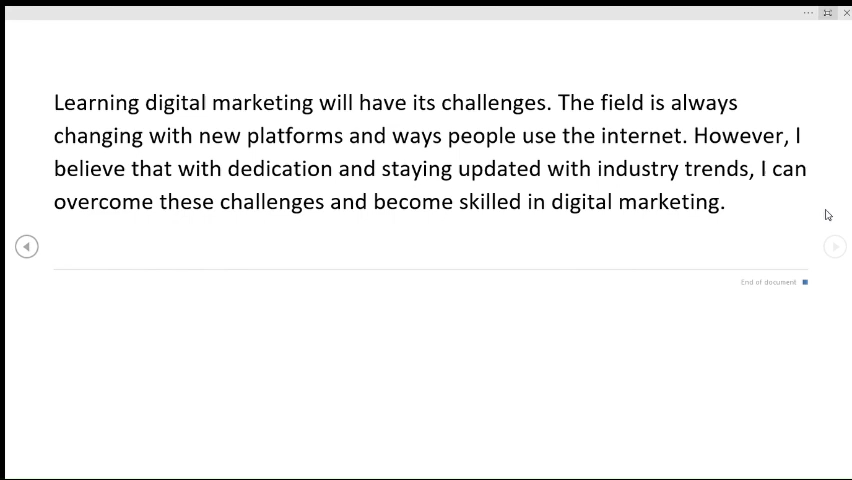 Learning digital marketing will have its challenges. The field is always
changing with new platforms and ways people use the internet. However, I
believe that with dedication and staying updated with industry trends, I can
overcome these challenges and become skilled in digital marketing.
End of document